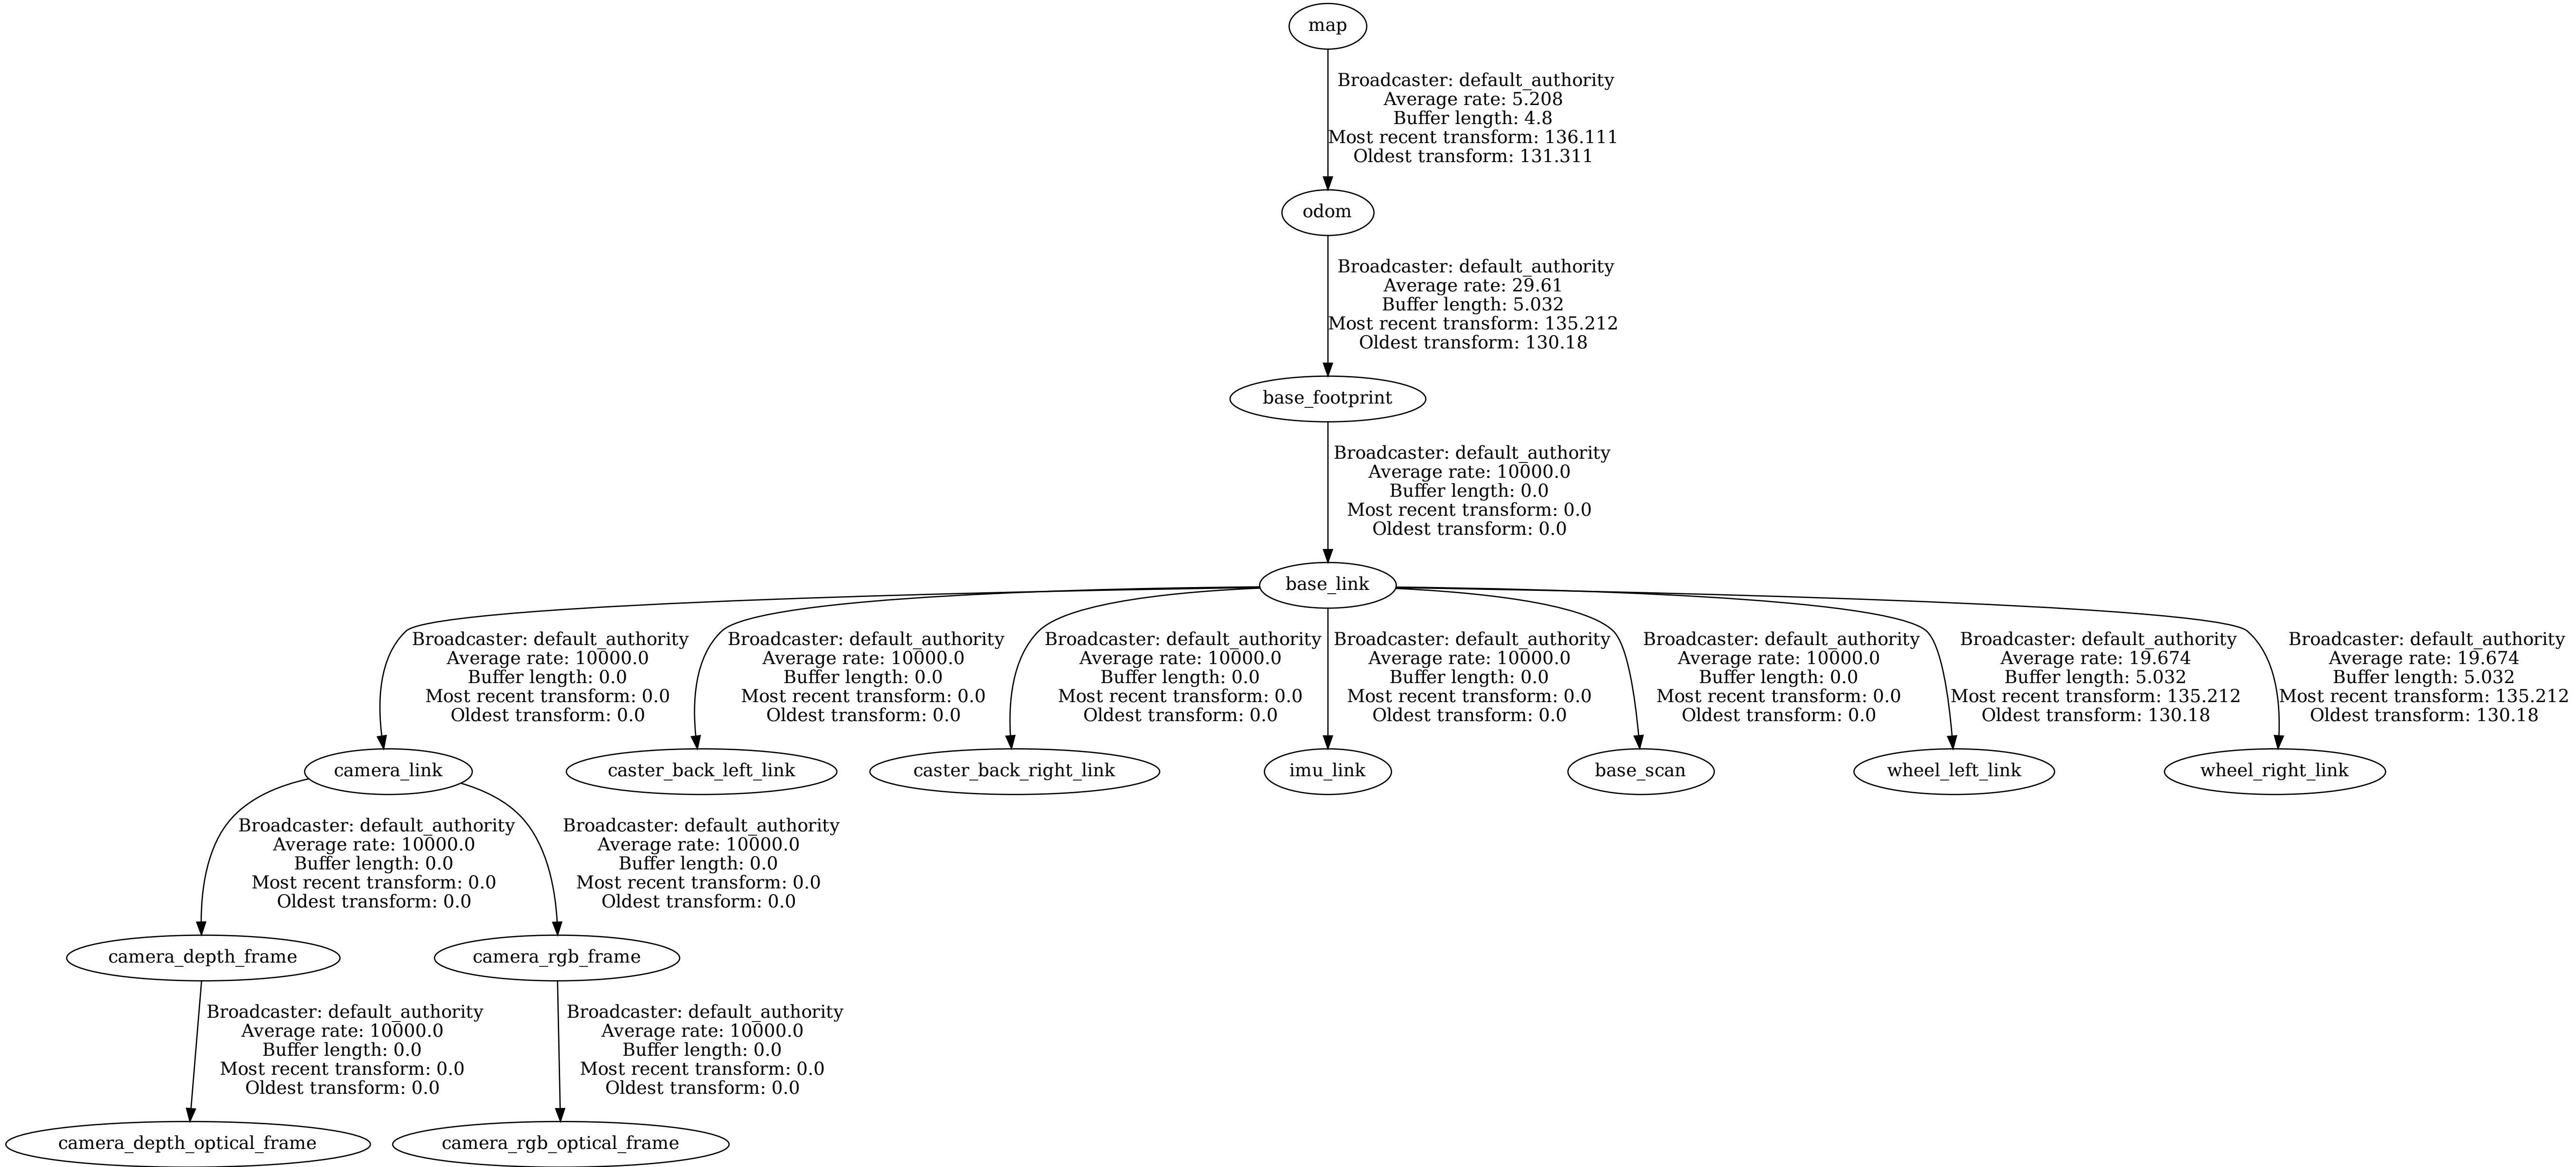 map
Broadcaster: default_authority
Average rate: 5.208
Buffer length: 4.8
Most recent transform: 136.111
Oldest transform: 131.311
odom
Broadcaster: default_authority
Average rate: 29.61
Buffer length: 5.032
Most recent transform: 135.212
Oldest transform: 130.18
base_footprint
Broadcaster: default_authority
Average rate: 10000.0
Buffer length: 0.0
Most recent transform: 0.0
Oldest transform: 0.0
base_link
Broadcaster: default_authority
Average rate: 10000.0
Buffer length: 0.0
Most recent transform: 0.0
Oldest transform: 0.0
Broadcaster: default_authority
Average rate: 10000.0
Buffer length: 0.0
Most recent transform: 0.0
Oldest transform: 0.0
Broadcaster: default_authority
Average rate: 10000.0
Buffer length: 0.0
Most recent transform: 0.0
Oldest transform: 0.0
Broadcaster: default_authority
Average rate: 10000.0
Buffer length: 0.0
Most recent transform: 0.0
Oldest transform: 0.0
Broadcaster: default_authority
Average rate: 10000.0
Buffer length: 0.0
Most recent transform: 0.0
Oldest transform: 0.0
Broadcaster: default_authority
Average rate: 19.674
Buffer length: 5.032
Most recent transform: 135.212
Oldest transform: 130.18
Broadcaster: default_authority
Average rate: 19.674
Buffer length: 5.032
Most recent transform: 135.212
Oldest transform: 130.18
camera_link
caster_back_left_link
caster_back_right_link
imu_link
base_scan
wheel_left_link
wheel_right_link
Broadcaster: default_authority
Average rate: 10000.0
Buffer length: 0.0
Most recent transform: 0.0
Oldest transform: 0.0
Broadcaster: default_authority
Average rate: 10000.0
Buffer length: 0.0
Most recent transform: 0.0
Oldest transform: 0.0
camera_depth_frame
camera_rgb_frame
Broadcaster: default_authority
Average rate: 10000.0
Buffer length: 0.0
Most recent transform: 0.0
Oldest transform: 0.0
Broadcaster: default_authority
Average rate: 10000.0
Buffer length: 0.0
Most recent transform: 0.0
Oldest transform: 0.0
camera_depth_optical_frame
camera_rgb_optical_frame